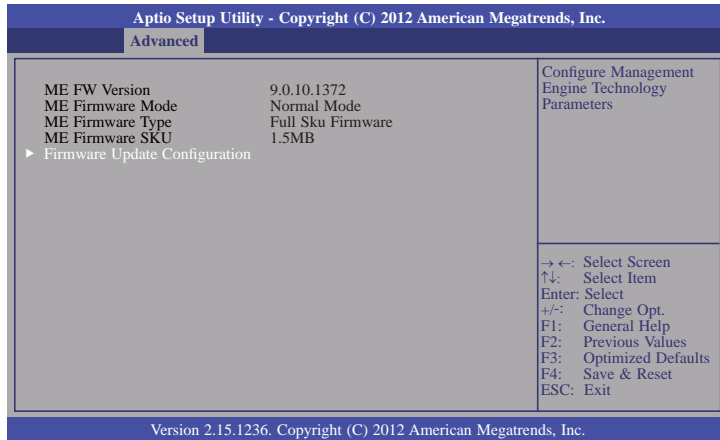 Aptio Setup Utility - Copyright (C) 2012 American Megatrends, Inc.
Advanced
ME FW Version 9.0.10.1372
ME Firmware Mode Normal Mode
ME Firmware Type Full Sku Firmware
ME Firmware SKU 1.5MB
▶ Firmware Update Configuration
Configure Management
Engine Technology
Parameters
→ ←: Select Screen
↑↓: Select Item
Enter: Select
+/-: Change Opt.
F1: General Help
F2: Previous Values
F3: Optimized Defaults
F4: Save & Reset
ESC: Exit
Version 2.15.1236. Copyright (C) 2012 American Megatrends, Inc.